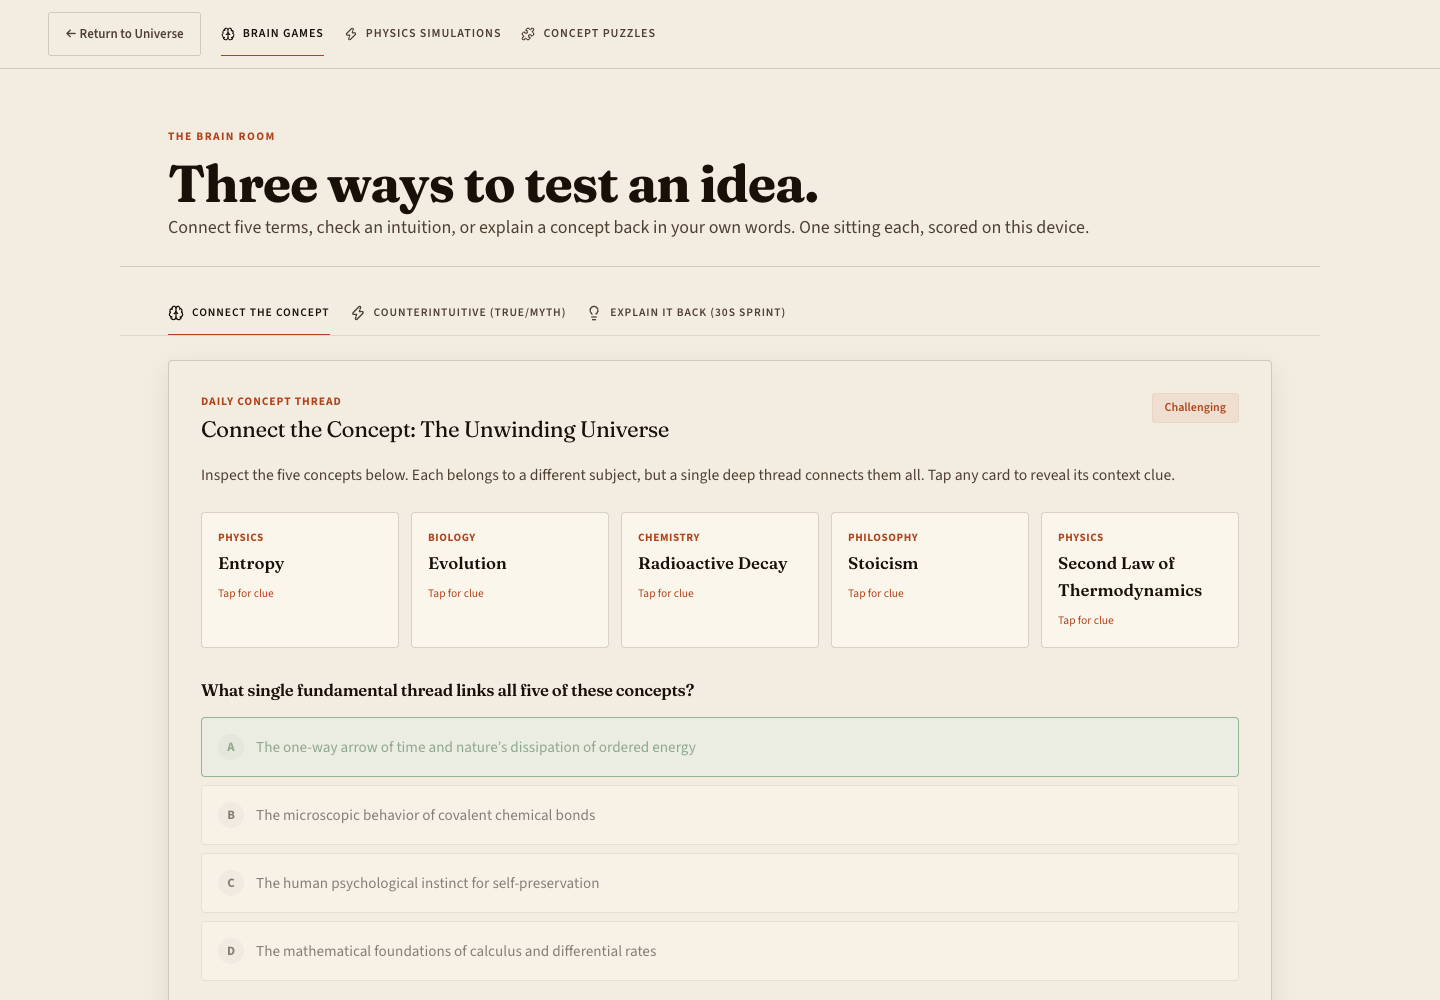 ← Return to Universe
BRAIN GAMES
PHYSICS SIMULATIONS
CONCEPT PUZZLES
THE BRAIN ROOM
Three ways to test an idea.
Connect five terms, check an intuition, or explain a concept back in your own words. One sitting each, scored on this device.
CONNECT THE CONCEPT
COUNTERINTUITIVE (TRUE/MYTH)
EXPLAIN IT BACK (30S SPRINT)
DAILY CONCEPT THREAD
Challenging
Connect the Concept: The Unwinding Universe
Inspect the five concepts below. Each belongs to a different subject, but a single deep thread connects them all. Tap any card to reveal its context clue.
PHYSICS
Entropy
Tap for clue
BIOLOGY
Evolution
Tap for clue
CHEMISTRY
Radioactive Decay
Tap for clue
PHILOSOPHY
Stoicism
Tap for clue
PHYSICS
Second Law of
Thermodynamics
Tap for clue
What single fundamental thread links all five of these concepts?
A The one-way arrow of time and nature’s dissipation of ordered energy
B The microscopic behavior of covalent chemical bonds
C The human psychological instinct for self-preservation
D The mathematical foundations of calculus and differential rates